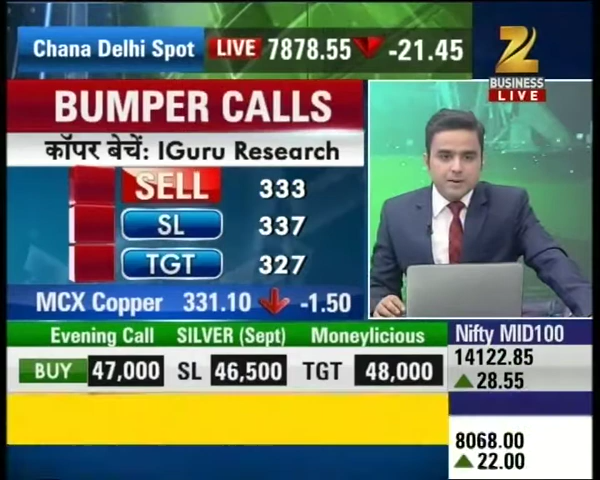 Chana Delhi Spot LIVE 7878.55 -21.45
Z
BUSINESS
LIVE
BUMPER CALLS
कॉपर बेचें: IGuru Research
SELL 333
SL 337
TGT 327
MCX Copper 331.10 -1.50
Evening Call SILVER (Sept) Moneylicious
BUY 47,000 SL 46,500 TGT 48,000
Nifty MID100
14122.85
28.55
8068.00
22.00